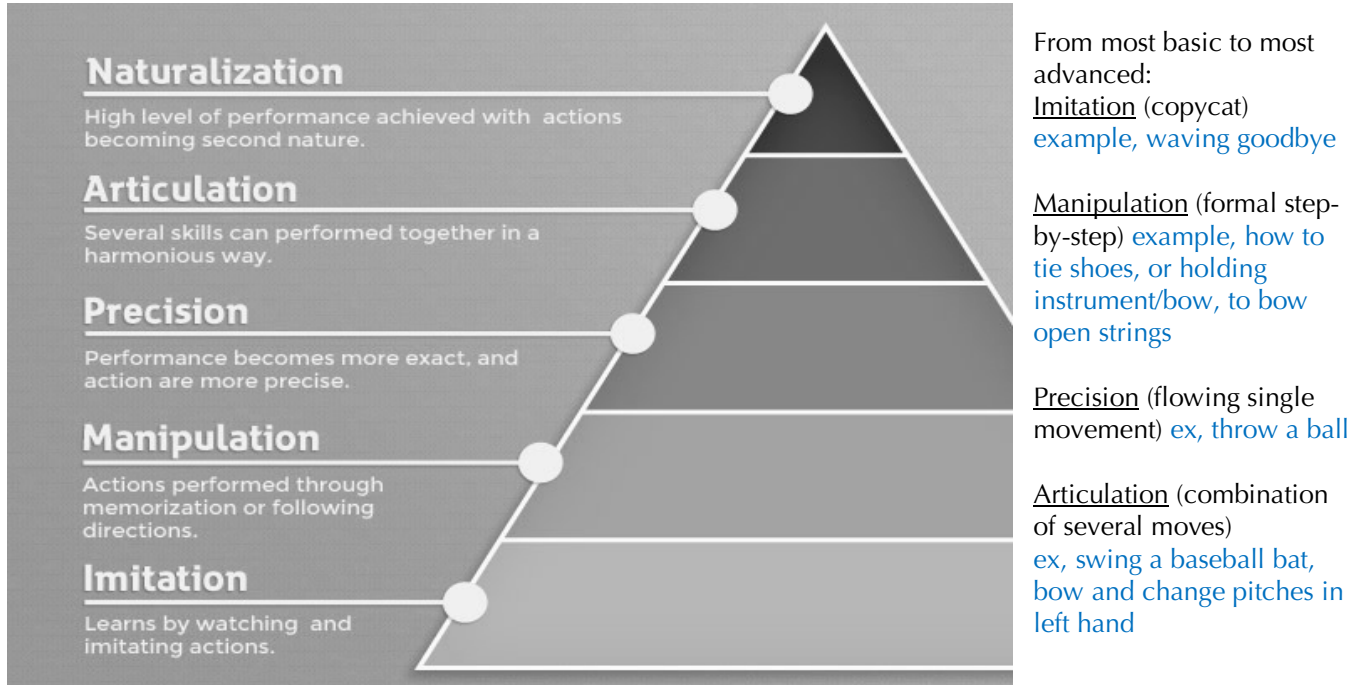 Naturalization
High level of performance achieved with actions
becoming second nature.
Articulation
Several skills can performed together in a
harmonious way.
Precision
Performance becomes more exact, and
action are more precise.
Manipulation
Actions performed through
memorization or following
directions.
Imitation
Learns by watching and
imitating actions.
From most basic to most
advanced:
Imitation (copycat)
example, waving goodbye
Manipulation (formal step-
by-step) example, how to
tie shoes, or holding
instrument/bow, to bow
open strings
Precision (flowing single
movement) ex, throw a ball
Articulation (combination
of several moves)
ex, swing a baseball bat,
bow and change pitches in
left hand